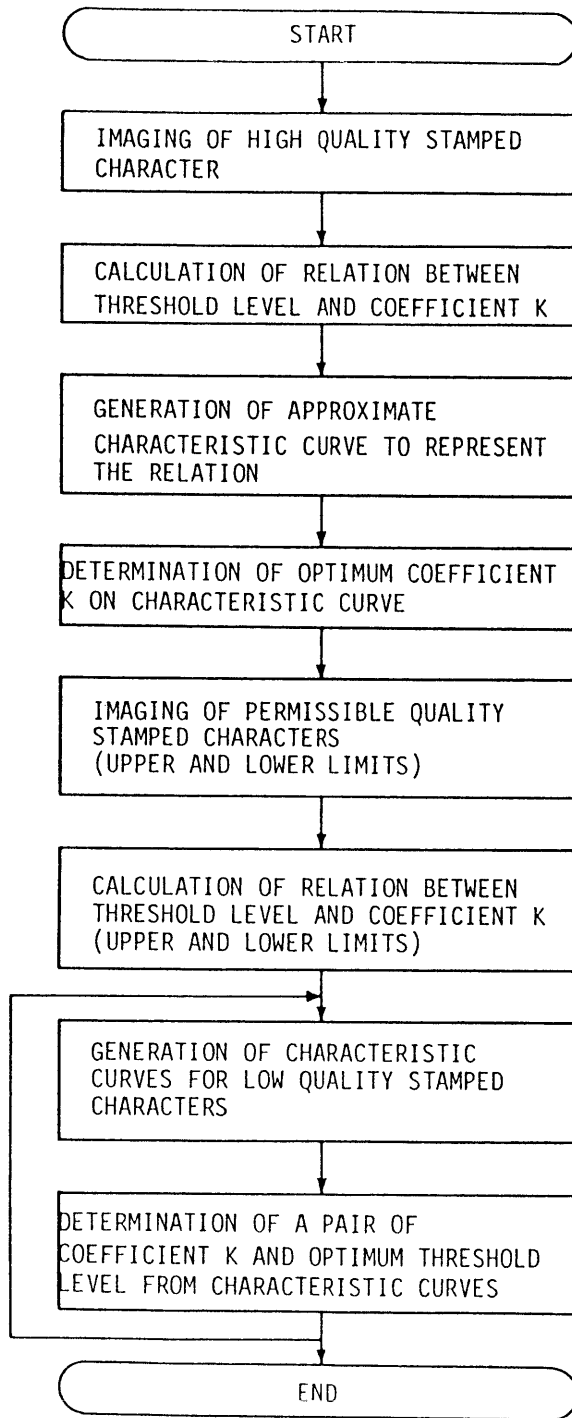 START
IMAGING OF HIGH QUALITY STAMPED
CHARACTER
CALCULATION OF RELATION BETWEEN
THRESHOLD LEVEL AND COEFFICIENT K
GENERATION OF APPROXIMATE
CHARACTERISTIC CURVE TO REPRESENT
THE RELATION
DETERMINATION OF OPTIMUM COEFFICIENT
K ON CHARACTERISTIC CURVE
IMAGING OF PERMISSIBLE QUALITY
STAMPED CHARACTERS
(UPPER AND LOWER LIMITS)
CALCULATION OF RELATION BETWEEN
THRESHOLD LEVEL AND COEFFICIENT K
(UPPER AND LOWER LIMITS)
GENERATION OF CHARACTERISTIC
CURVES FOR LOW QUALITY STAMPED
CHARACTERS
DETERMINATION OF A PAIR OF
COEFFICIENT K AND OPTIMUM THRESHOLD
LEVEL FROM CHARACTERISTIC CURVES
END